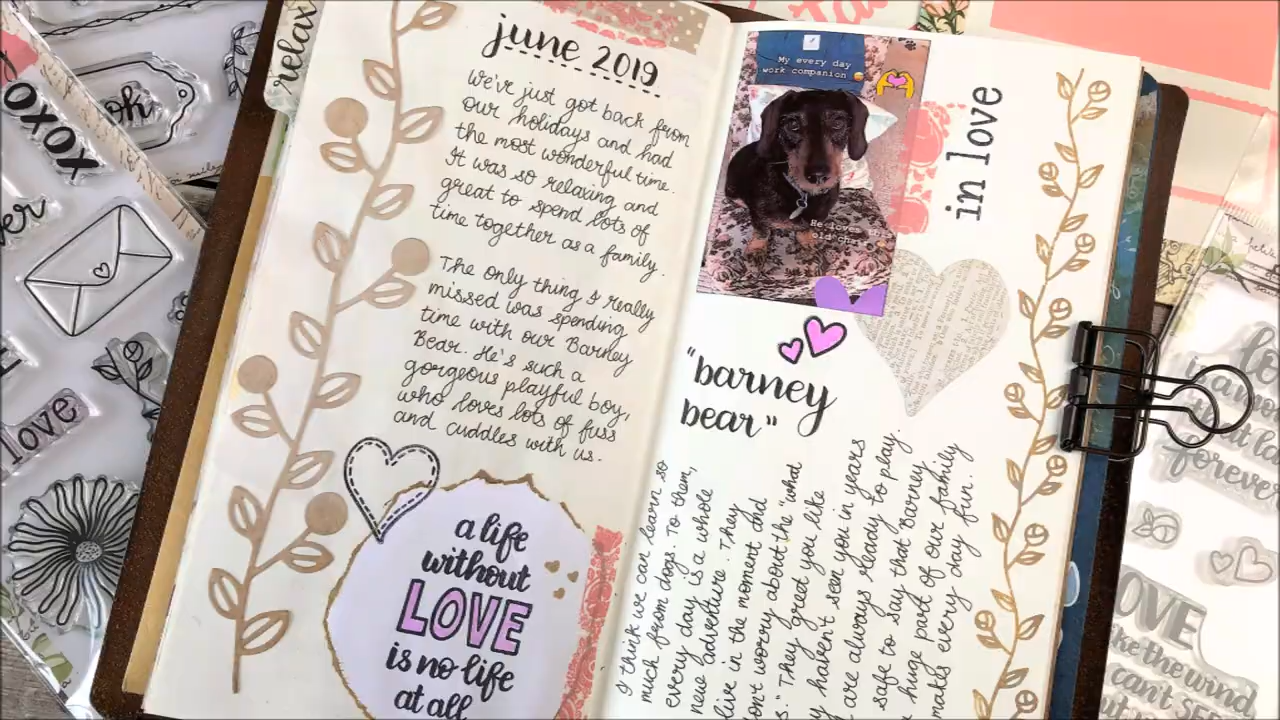 relax
xoxo
oh
love
june 2019
We've just got back from
our holidays and had
the most wonderful time.
It was so relaxing and
great to spend lots of
time together as a family.
The only thing I really
missed was spending
time with our Barney
Bear. He's such a
gorgious playful boy,
who loves lots of fuss
and cuddles with us.
a life
without
LOVE
is no life
at all
My every day
work companion
He loves
old
in love
"barney
bear"
I think we can learn so
much from dogs. To them,
every day is a whole
new adventure. They
live in the moment and
don't worry about the "what
They greet you like
haven't seen you in years
are always ready to play.
safe to say that Barney
huge part of our family
makes every day fun.
forever
LOVE
like the wind,
can't SEE